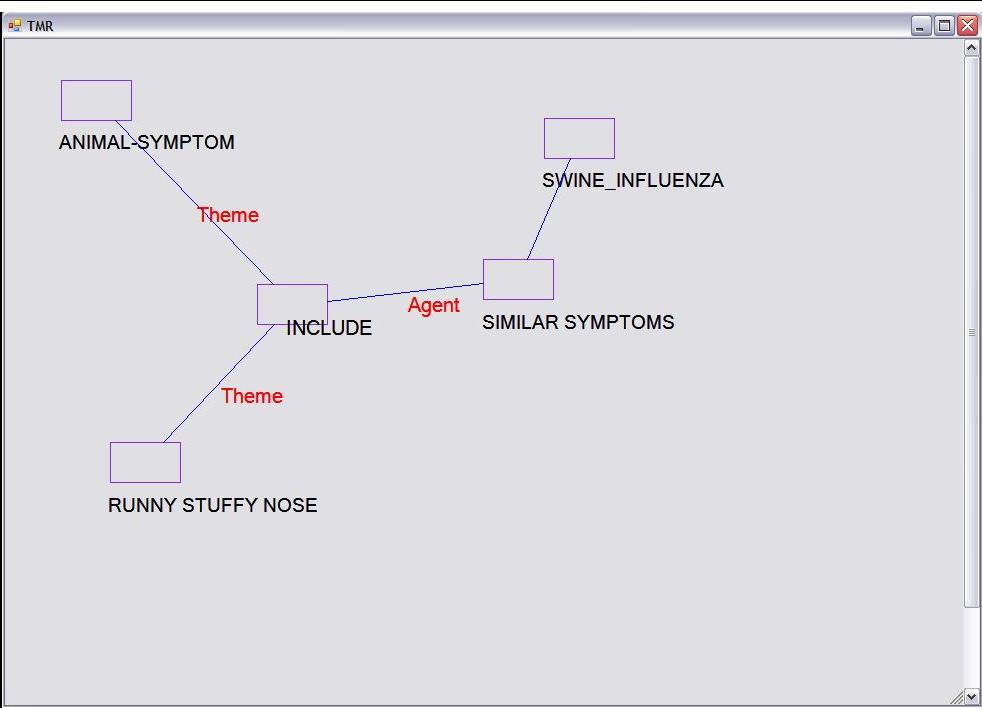 TMR
ANIMAL-SYMPTOM
SWINE_INFLUENZA
Theme
Agent
SIMILAR SYMPTOMS
INCLUDE
Theme
RUNNY STUFFY NOSE